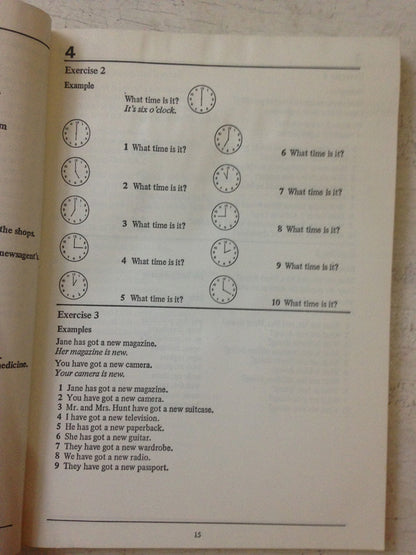 4
Exercise 2
Example
What time is it?
It's six o'clock.
1 What time is it?
2 What time is it?
3 What time is it?
4 What time is it?
5 What time is it?
6 What time is it?
7 What time is it?
8 What time is it?
9 What time is it?
10 What time is it?
Exercise 3
Examples
Jane has got a new magazine.
Her magazine is new.
You have got a new camera.
Your camera is new.
1 Jane has got a new magazine.
2 You have got a new camera.
3 Mr. and Mrs. Hunt have got a new suitcase.
4 I have got a new television.
5 He has got a new paperback.
6 She has got a new guitar.
7 They have got a new wardrobe.
8 We have got a new radio.
9 They have got a new passport.
15
the shops.
newsagent's